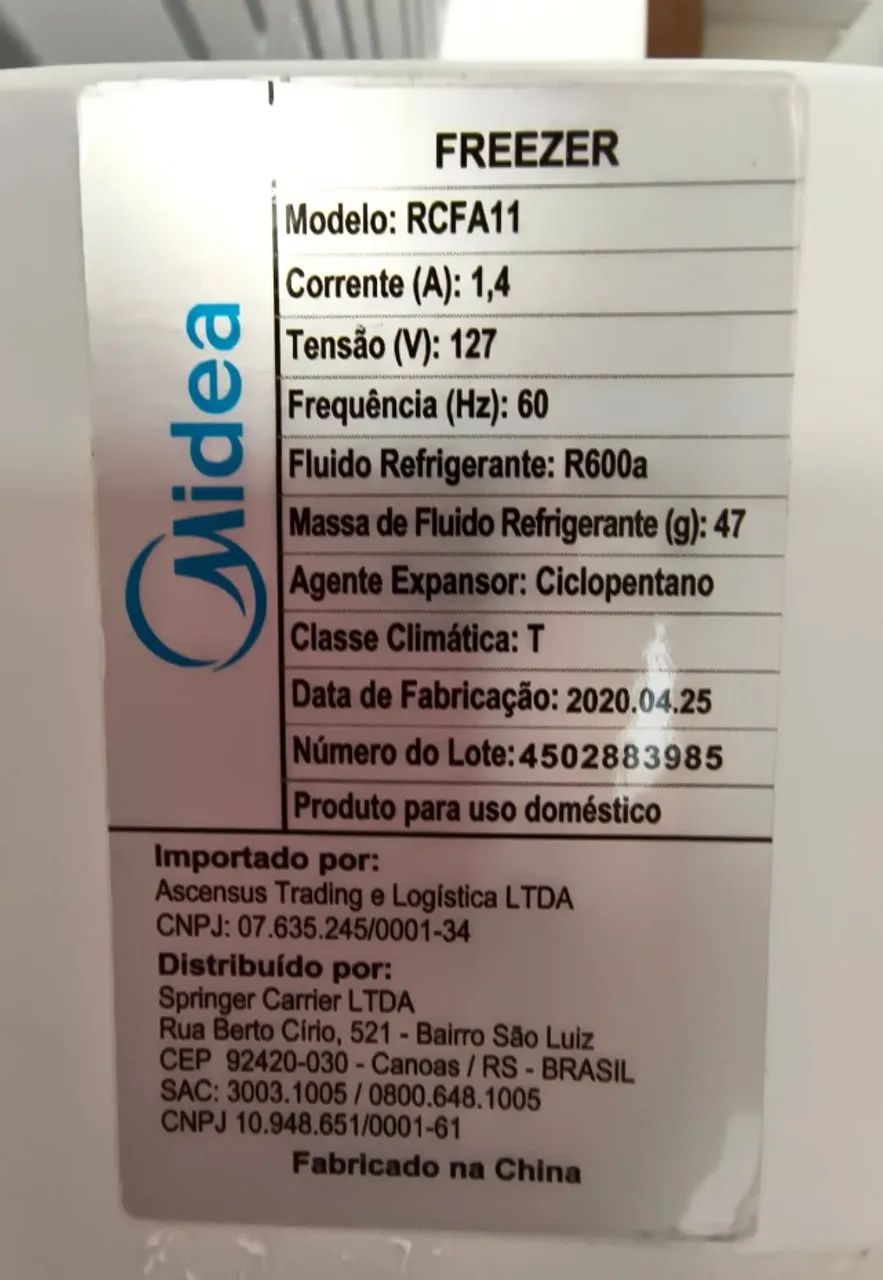 Midea
FREEZER
Modelo: RCFA11
Corrente (A): 1,4
Tensão (V): 127
Frequência (Hz): 60
Fluido Refrigerante: R600a
Massa de Fluido Refrigerante (g): 47
Agente Expansor: Ciclopentano
Classe Climática: T
Data de Fabricação: 2020.04.25
Número do Lote:4502883985
Produto para uso doméstico
Importado por:
Ascensus Trading e Logística LTDA
CNPJ: 07.635.245/0001-34
Distribuído por:
Springer Carrier LTDA
Rua Berto Círio, 521 - Bairro São Luiz
CEP 92420-030 - Canoas / RS - BRASIL
SAC: 3003.1005 / 0800.648.1005
CNPJ 10.948.651/0001-61
Fabricado na China